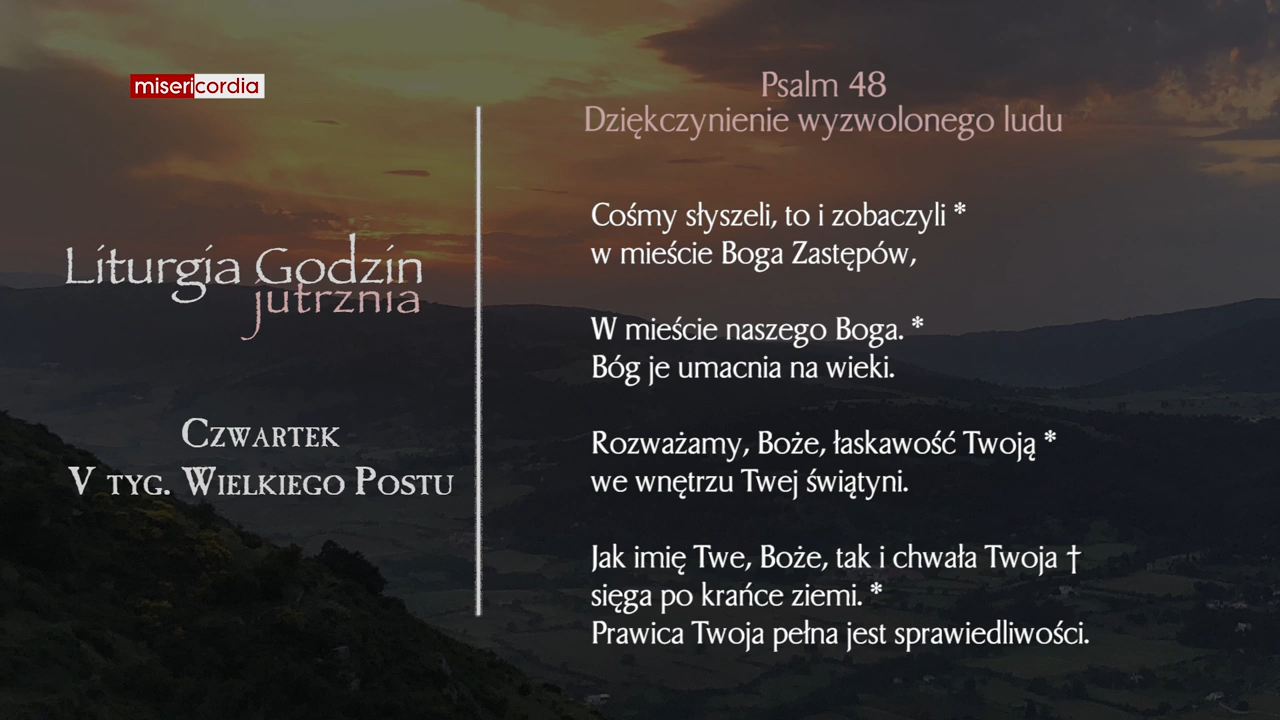 misericordia
Liturgia Godzin
jutrznia
Czwartek
V tyg. Wielkiego Postu
Psalm 48
Dziękczynienie wyzwolonego ludu
Cośmy słyszeli, to i zobaczyli *
w mieście Boga Zastępów,
W mieście naszego Boga. *
Bóg je umacnia na wieki.
Rozważamy, Boże, łaskawość Twoją *
we wnętrzu Twej świątyni.
Jak imię Twe, Boże, tak i chwała Twoja †
sięga po krańce ziemi. *
Prawica Twoja pełna jest sprawiedliwości.